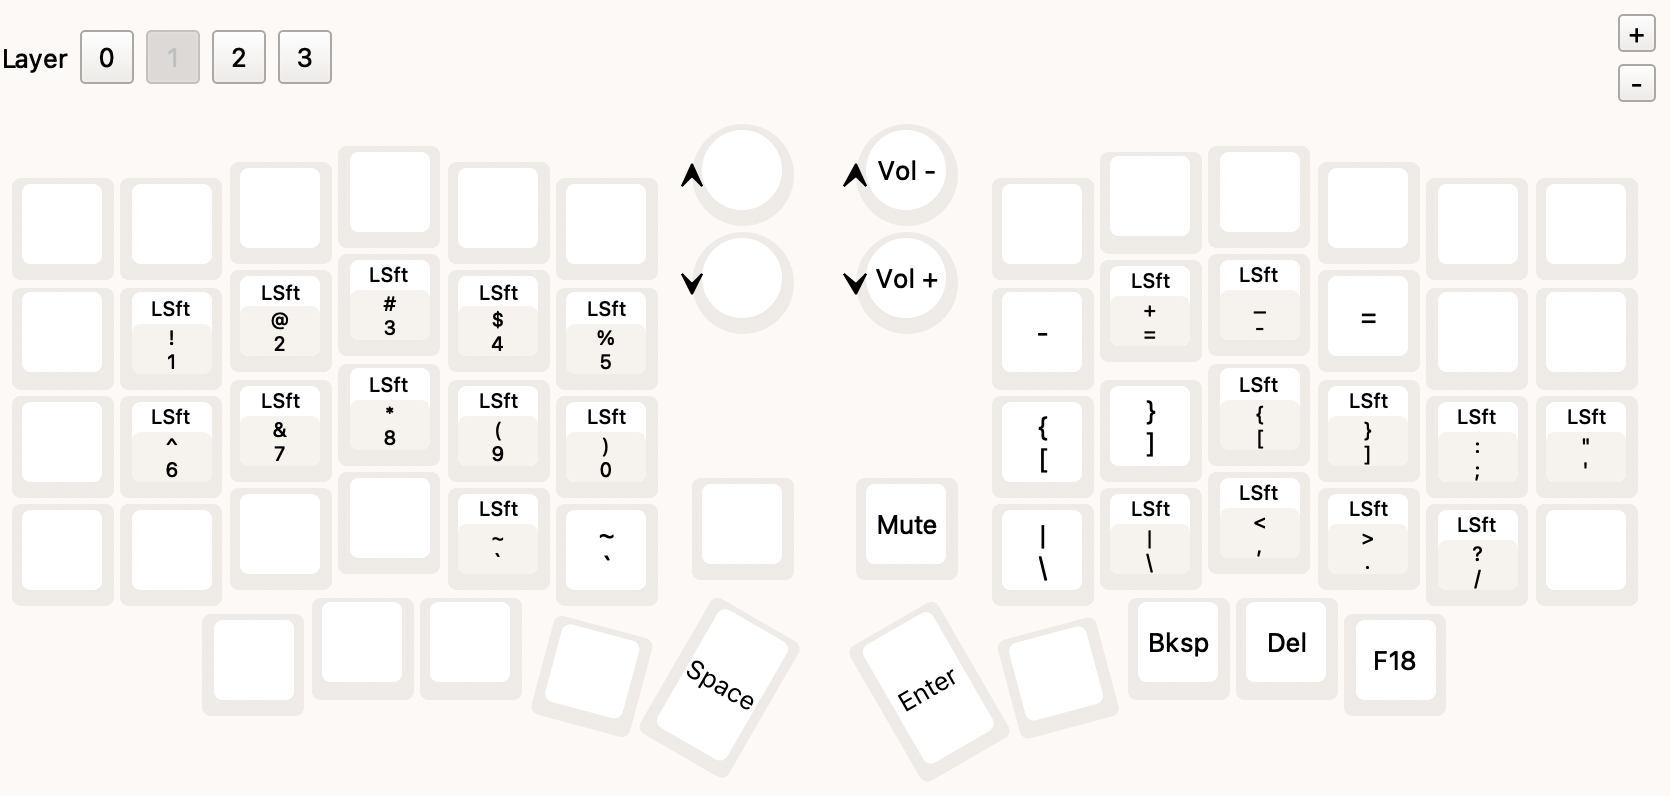 Layer 0 1 2 3
+
-
Vol -
Vol +
LSft
!
1
LSft
@
2
LSft
#
3
LSft
$
4
LSft
%
5
-
LSft
+
=
LSft
_
-
=
LSft
^
6
LSft
&
7
LSft
*
8
LSft
(
9
LSft
)
0
{
[
}
]
LSft
{
[
LSft
}
]
LSft
:
;
LSft
"
'
LSft
~
`
~
`
Mute
|
\
LSft
|
\
LSft
<
,
LSft
>
.
LSft
?
/
Space
Enter
Bksp
Del
F18